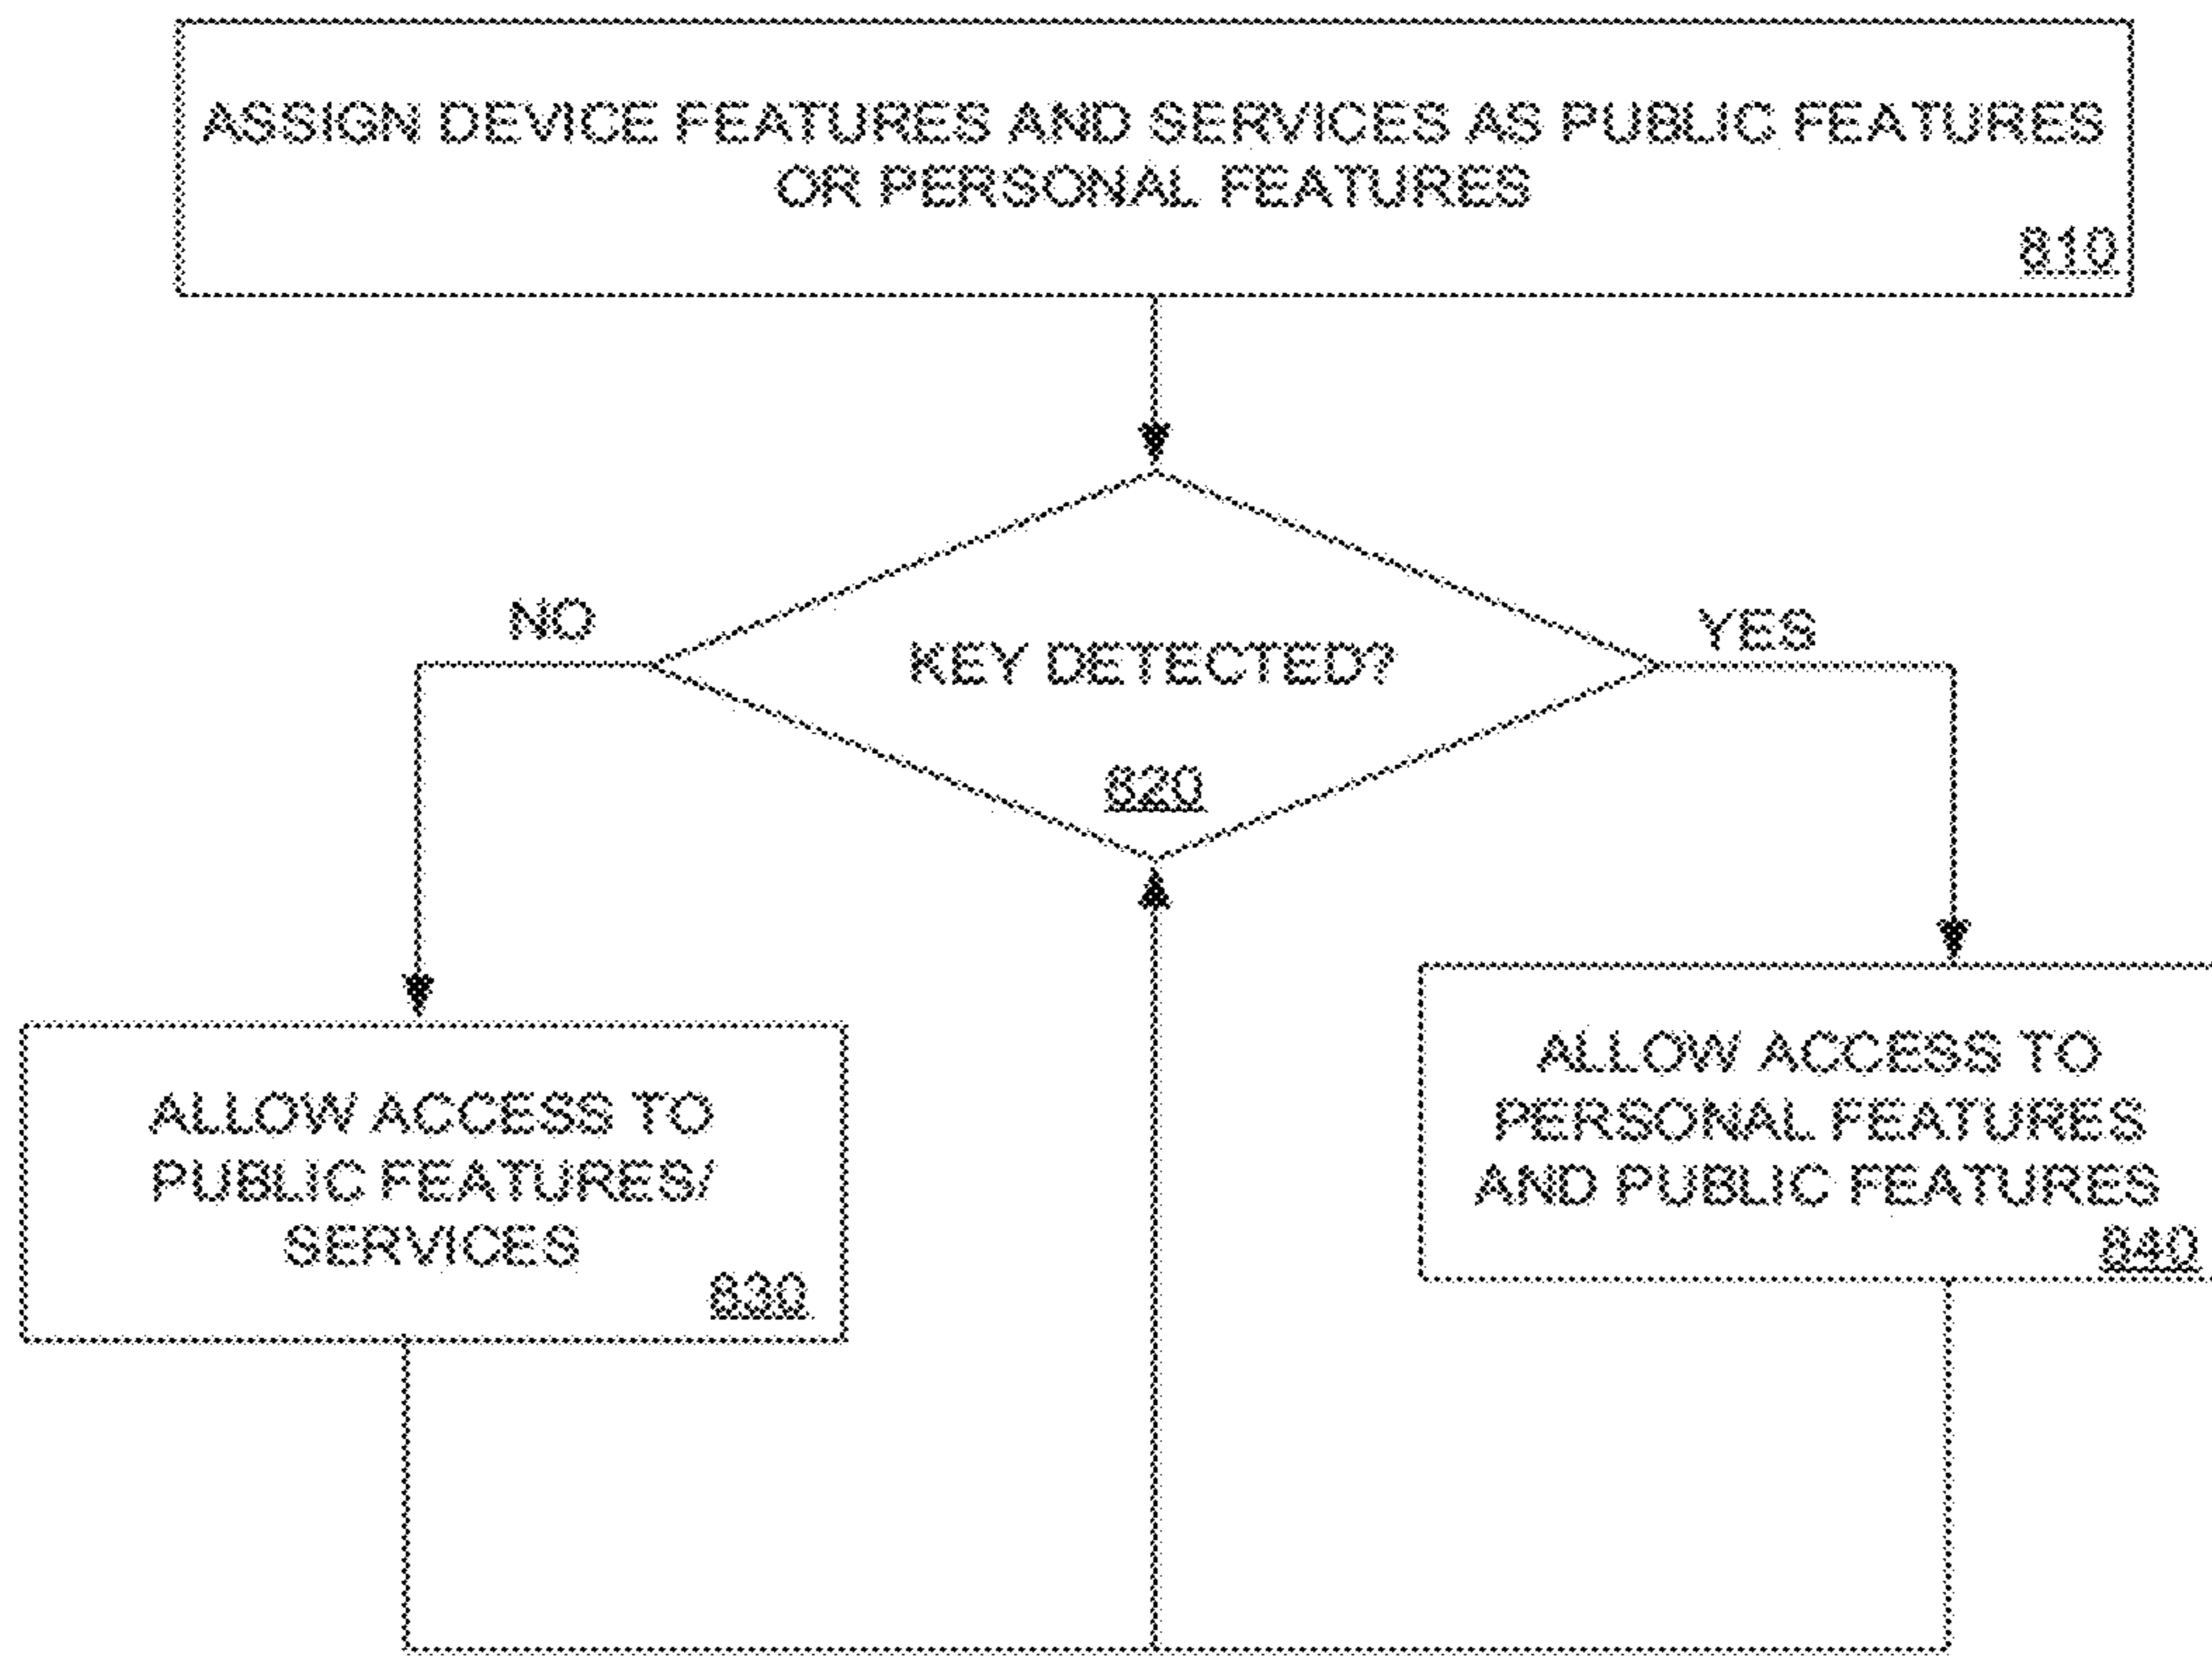 ASSIGN DEVICE FEATURES AND SERVICES AS PUBLIC FEATURES
OR PERSONAL FEATURES
810
NO
YES
KEY DETECTED?
820
ALLOW ACCESS TO
PUBLIC FEATURES/
SERVICES
830
ALLOW ACCESS TO
PERSONAL FEATURES
AND PUBLIC FEATURES
840